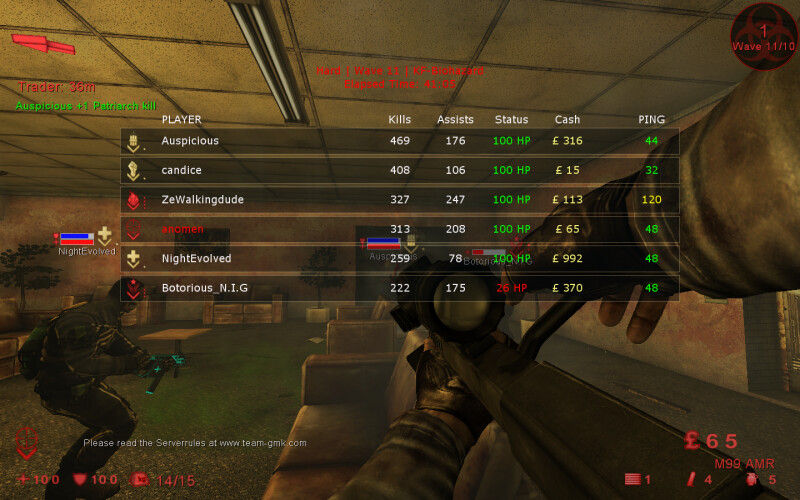 1
Wave 11/10
Trader: 36m
Auspicious +1 Patriarch kill
PLAYER Kills Assists Status Cash PING
Auspicious 469 176 100 HP £ 316 44
candice 408 106 100 HP £ 15 32
ZeWalkingdude 327 247 100 HP £ 113 120
anonieh 313 208 100 HP £ 65 48
NightEvolved 259 78 100 HP £ 992 48
Botorious_N.I.G 222 175 26 HP £ 370 48
NightEvolved
Botorious_N.I.G
Please read the Serverrules at www.team-gmk.com
£65
M99 AMR
100 100 14/15 1 4 5